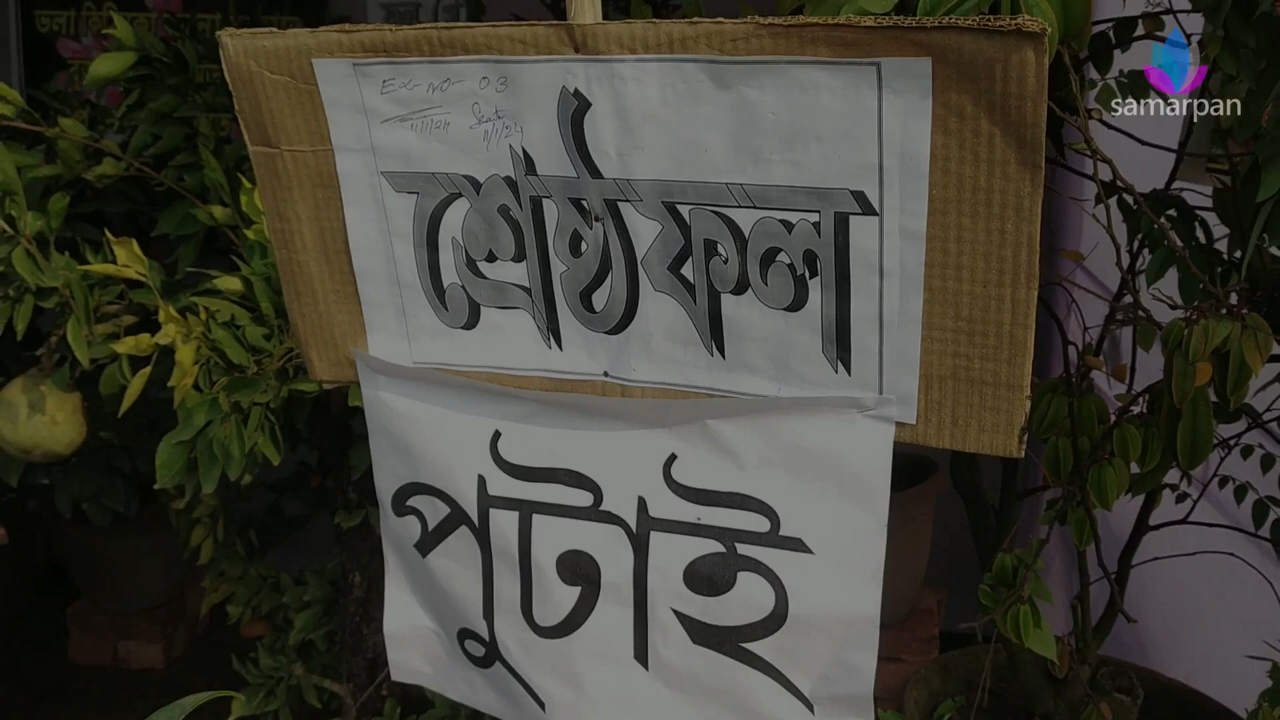 Ex-NO- 03
11/1/24 11/1/24
শ্রেষ্ঠফল
পুটাই
samarpan